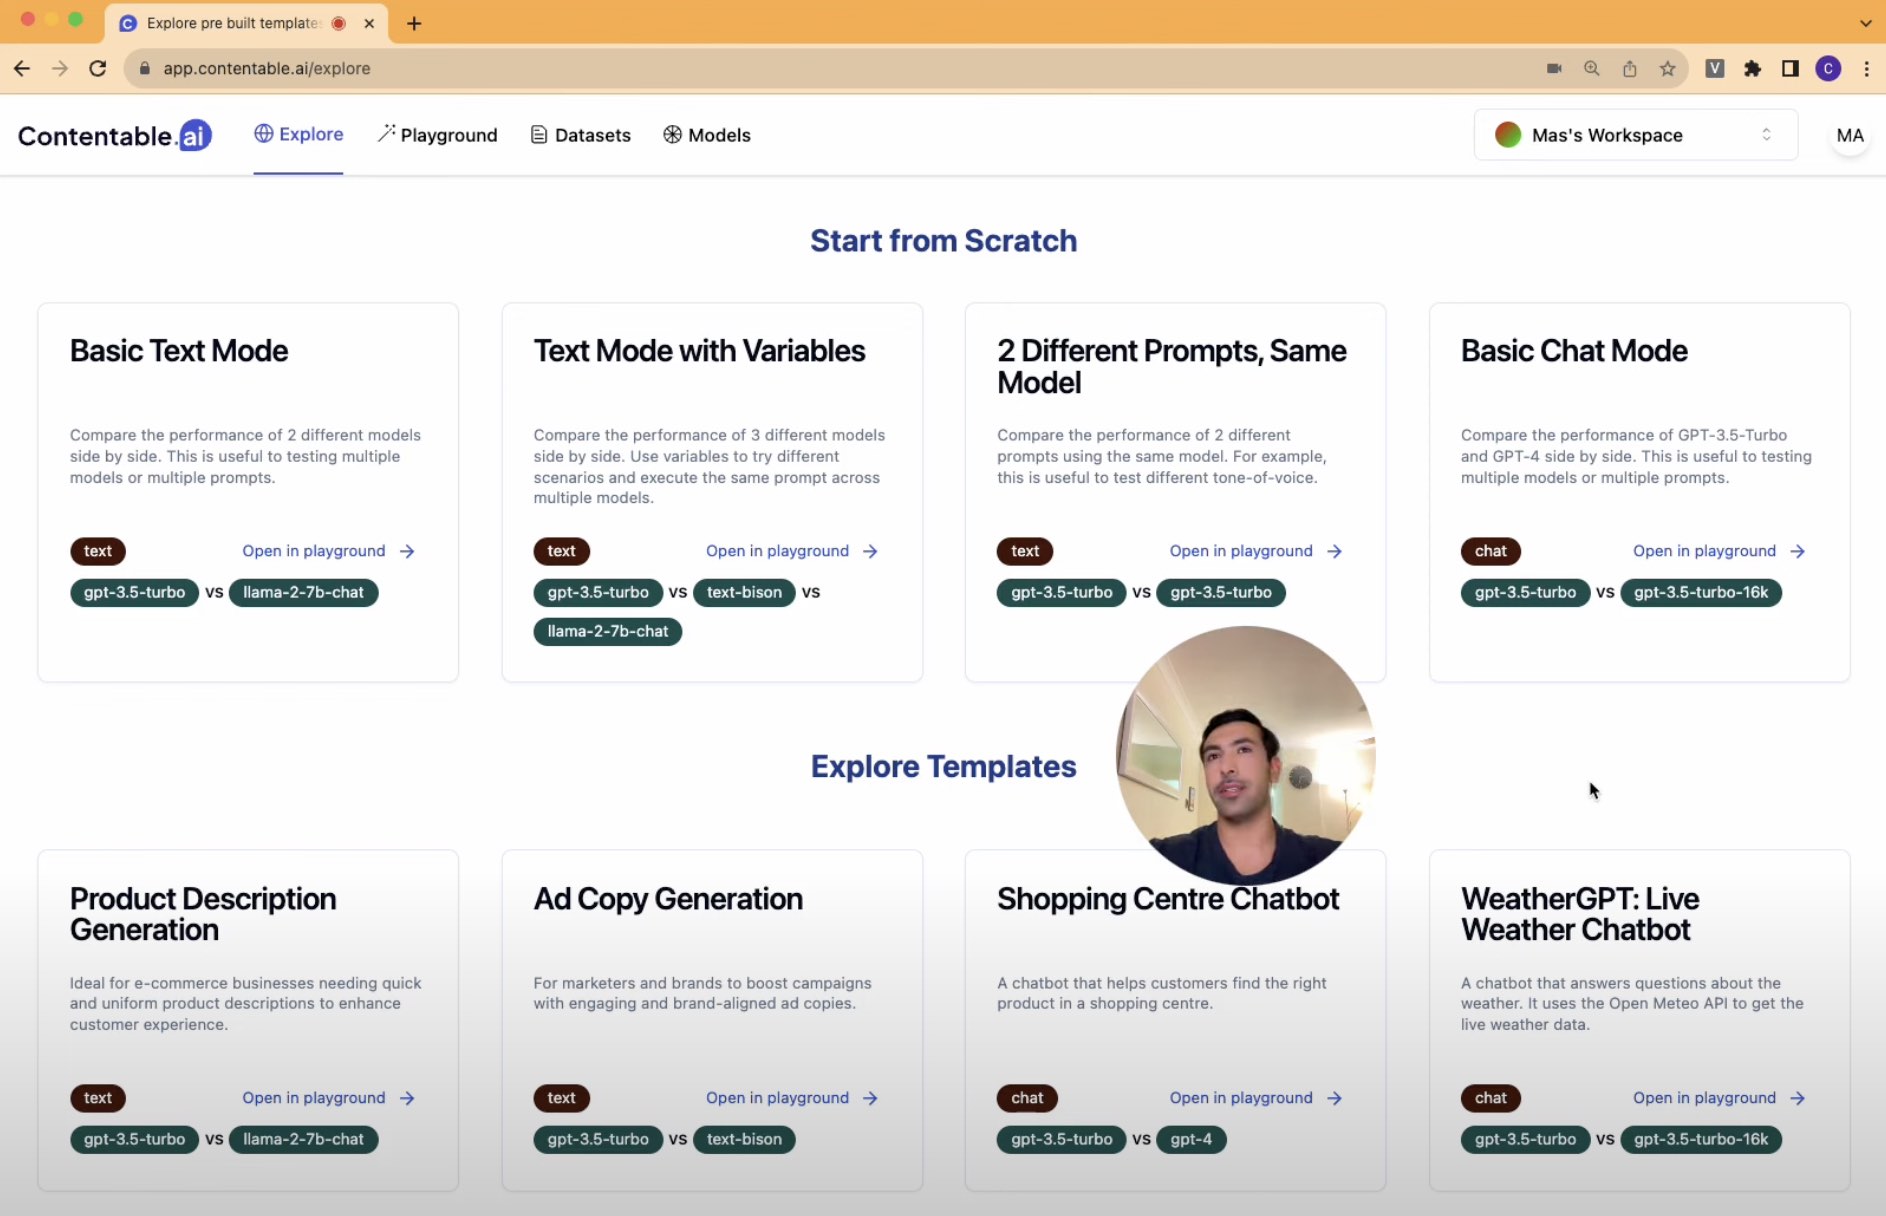 Explore pre built templates
app.contentable.ai/explore
V
C
Contentable.ai
Explore
Playground
Datasets
Models
Mas's Workspace
MA
Start from Scratch
Basic Text Mode
Compare the performance of 2 different models
side by side. This is useful to testing multiple
models or multiple prompts.
text
Open in playground
gpt-3.5-turbo vs llama-2-7b-chat
Text Mode with Variables
Compare the performance of 3 different models
side by side. Use variables to try different
scenarios and execute the same prompt across
multiple models.
text
Open in playground
gpt-3.5-turbo vs text-bison vs
llama-2-7b-chat
2 Different Prompts, Same
Model
Compare the performance of 2 different
prompts using the same model. For example,
this is useful to test different tone-of-voice.
text
Open in playground
gpt-3.5-turbo vs gpt-3.5-turbo
Basic Chat Mode
Compare the performance of GPT-3.5-Turbo
and GPT-4 side by side. This is useful to testing
multiple models or multiple prompts.
chat
Open in playground
gpt-3.5-turbo vs gpt-3.5-turbo-16k
Explore Templates
Product Description
Generation
Ideal for e-commerce businesses needing quick
and uniform product descriptions to enhance
customer experience.
text
Open in playground
gpt-3.5-turbo vs llama-2-7b-chat
Ad Copy Generation
For marketers and brands to boost campaigns
with engaging and brand-aligned ad copies.
text
Open in playground
gpt-3.5-turbo vs text-bison
Shopping Centre Chatbot
A chatbot that helps customers find the right
product in a shopping centre.
chat
Open in playground
gpt-3.5-turbo vs gpt-4
WeatherGPT: Live
Weather Chatbot
A chatbot that answers questions about the
weather. It uses the Open Meteo API to get the
live weather data.
chat
Open in playground
gpt-3.5-turbo vs gpt-3.5-turbo-16k